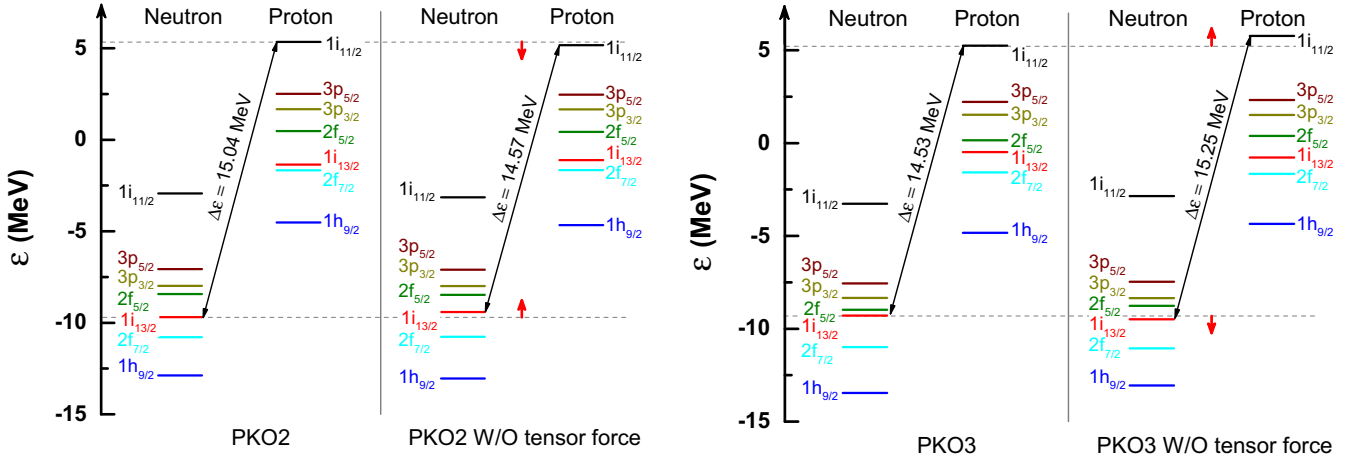 Neutron Proton Neutron Proton
5
0
-5
-10
-15
ε (MeV)
1i11/2
3p5/2
3p3/2
2f5/2
1i13/2
2f7/2
1h9/2
Δε = 15.04 MeV
1i11/2
3p5/2
3p3/2
2f5/2
1i13/2
2f7/2
1h9/2
1i11/2
3p5/2
3p3/2
2f5/2
1i13/2
2f7/2
1h9/2
Δε = 14.57 MeV
1i11/2
3p5/2
3p3/2
2f5/2
1i13/2
2f7/2
1h9/2
PKO2 PKO2 W/O tensor force
Neutron Proton Neutron Proton
5
0
-5
-10
-15
ε (MeV)
1i11/2
3p5/2
3p3/2
2f5/2
1i13/2
2f7/2
1h9/2
Δε = 14.53 MeV
1i11/2
3p5/2
3p3/2
2f5/2
1i13/2
2f7/2
1h9/2
1i11/2
3p5/2
3p3/2
2f5/2
1i13/2
2f7/2
1h9/2
Δε = 15.25 MeV
1i11/2
3p5/2
3p3/2
2f5/2
1i13/2
2f7/2
1h9/2
PKO3 PKO3 W/O tensor force